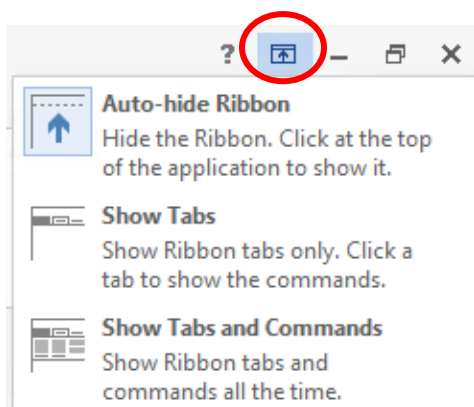 ?
Auto-hide Ribbon
Hide the Ribbon. Click at the top
of the application to show it.
Show Tabs
Show Ribbon tabs only. Click a
tab to show the commands.
Show Tabs and Commands
Show Ribbon tabs and
commands all the time.